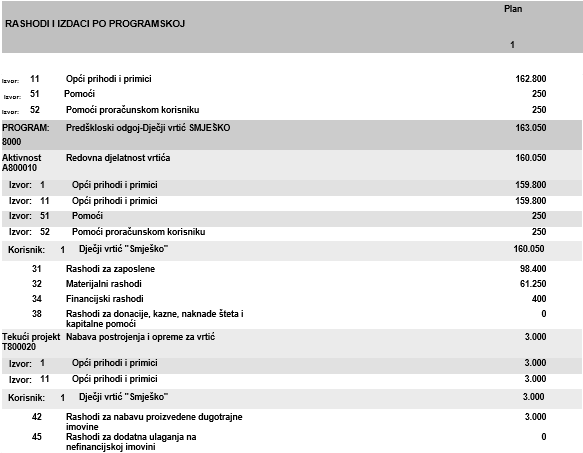 Plan
RASHODI I IZDACI PO PROGRAMSKOJ
1
Izvor: 11 Opći prihodi i primici 162.800
Izvor: 51 Pomoći 250
Izvor: 52 Pomoći proračunskom korisniku 250
PROGRAM: Predškloski odgoj-Dječji vrtić SMJEŠKO 163.050
8000
Aktivnost Redovna djelatnost vrtića 160.050
A800010
Izvor: 1 Opći prihodi i primici 159.800
Izvor: 11 Opći prihodi i primici 159.800
Izvor: 51 Pomoći 250
Izvor: 52 Pomoći proračunskom korisniku 250
Korisnik: 1 Dječji vrtić "Smješko" 160.050
31 Rashodi za zaposlene 98.400
32 Materijalni rashodi 61.250
34 Financijski rashodi 400
38 Rashodi za donacije, kazne, naknade šteta i 0
kapitalne pomoći
Tekući projekt Nabava postrojenja i opreme za vrtić 3.000
T800020
Izvor: 1 Opći prihodi i primici 3.000
Izvor: 11 Opći prihodi i primici 3.000
Korisnik: 1 Dječji vrtić "Smješko" 3.000
42 Rashodi za nabavu proizvedene dugotrajne 3.000
imovine
45 Rashodi za dodatna ulaganja na 0
nefinancijskoj imovini